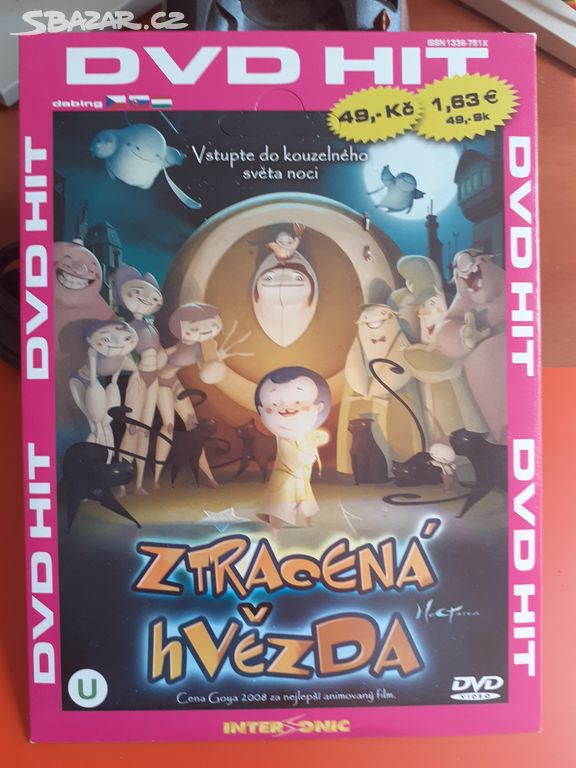 SBAZAR.CZ
DVD HIT
ISSN 1336-751X
dabing
49,- Kč
1,63 €
49,- Sk
Vstupte do kouzelného
světa noci
DVD HIT
DVD HIT
DVD HIT
DVD HIT
ZTRACENÁ
Nocturna
hVĚZDA
U
Cena Goya 2008 za nejlepší animovaný film.
DVD
VIDEO
INTERSONIC